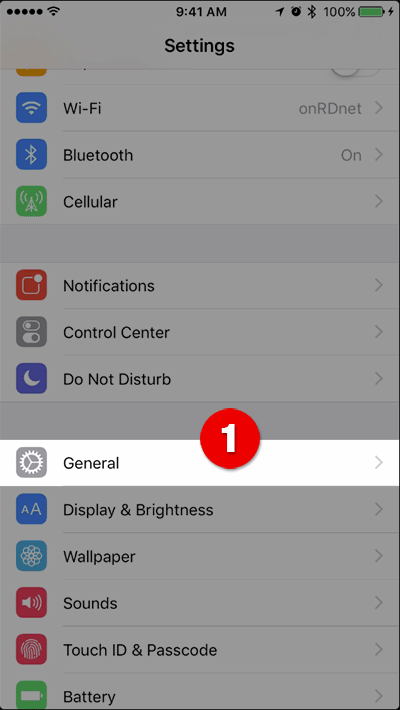 9:41 AM 100%
Settings
Wi-Fi onRDnet
Bluetooth On
Cellular
Notifications
Control Center
Do Not Disturb
1
General
AA Display & Brightness
Wallpaper
Sounds
Touch ID & Passcode
Battery